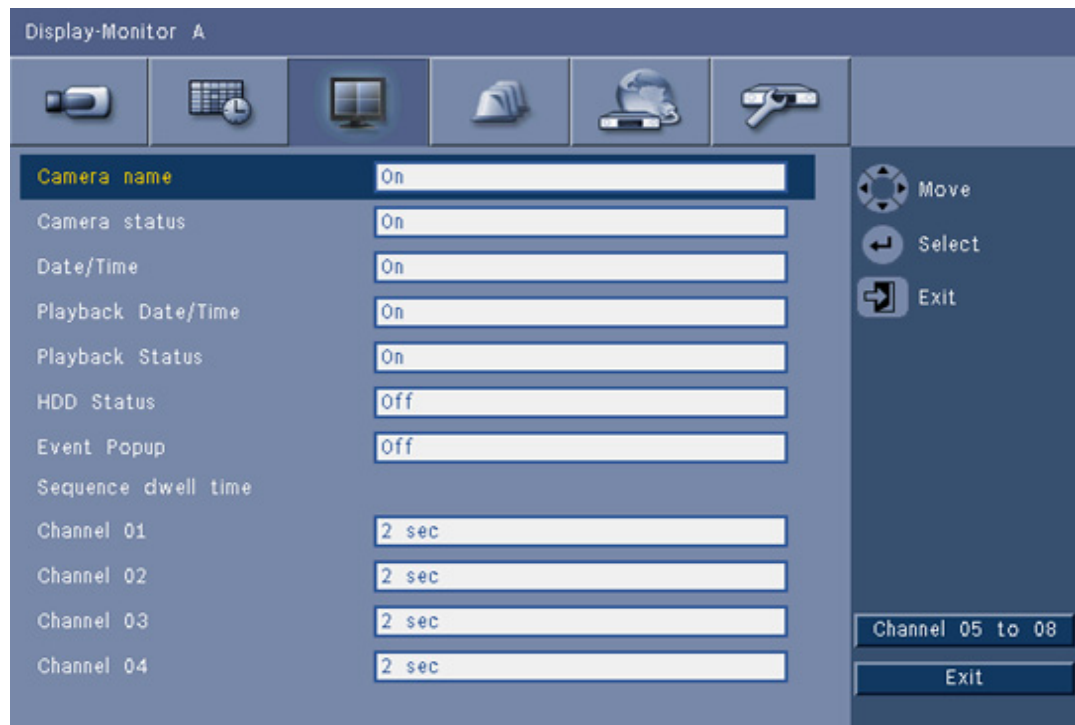 Display-Monitor A
Camera name On
Camera status On
Date/Time On
Playback Date/Time On
Playback Status On
HDD Status Off
Event Popup Off
Sequence dwell time
Channel 01 2 sec
Channel 02 2 sec
Channel 03 2 sec
Channel 04 2 sec
Move
Select
Exit
Channel 05 to 08
Exit